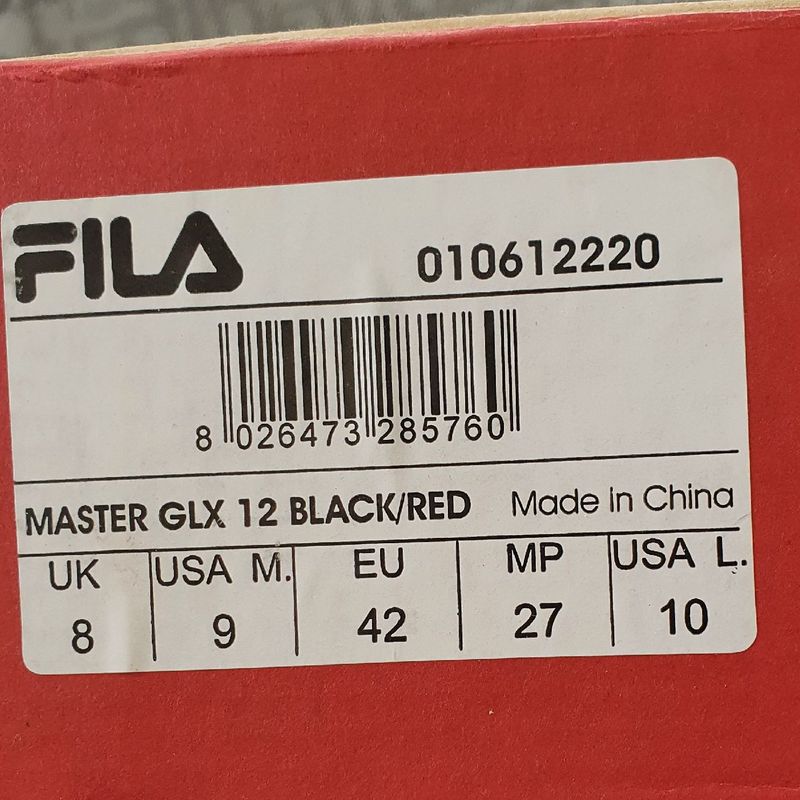 FILA 010612220
8 026473 285760
MASTER GLX 12 BLACK/RED Made in China
UK USA M. EU MP USA L.
8 9 42 27 10